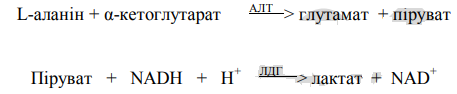 L-аланін + α-кетоглутарат АЛТ > глутамат + піруват
Піруват + NADH + H⁺ ЛДГ > лактат + NAD⁺